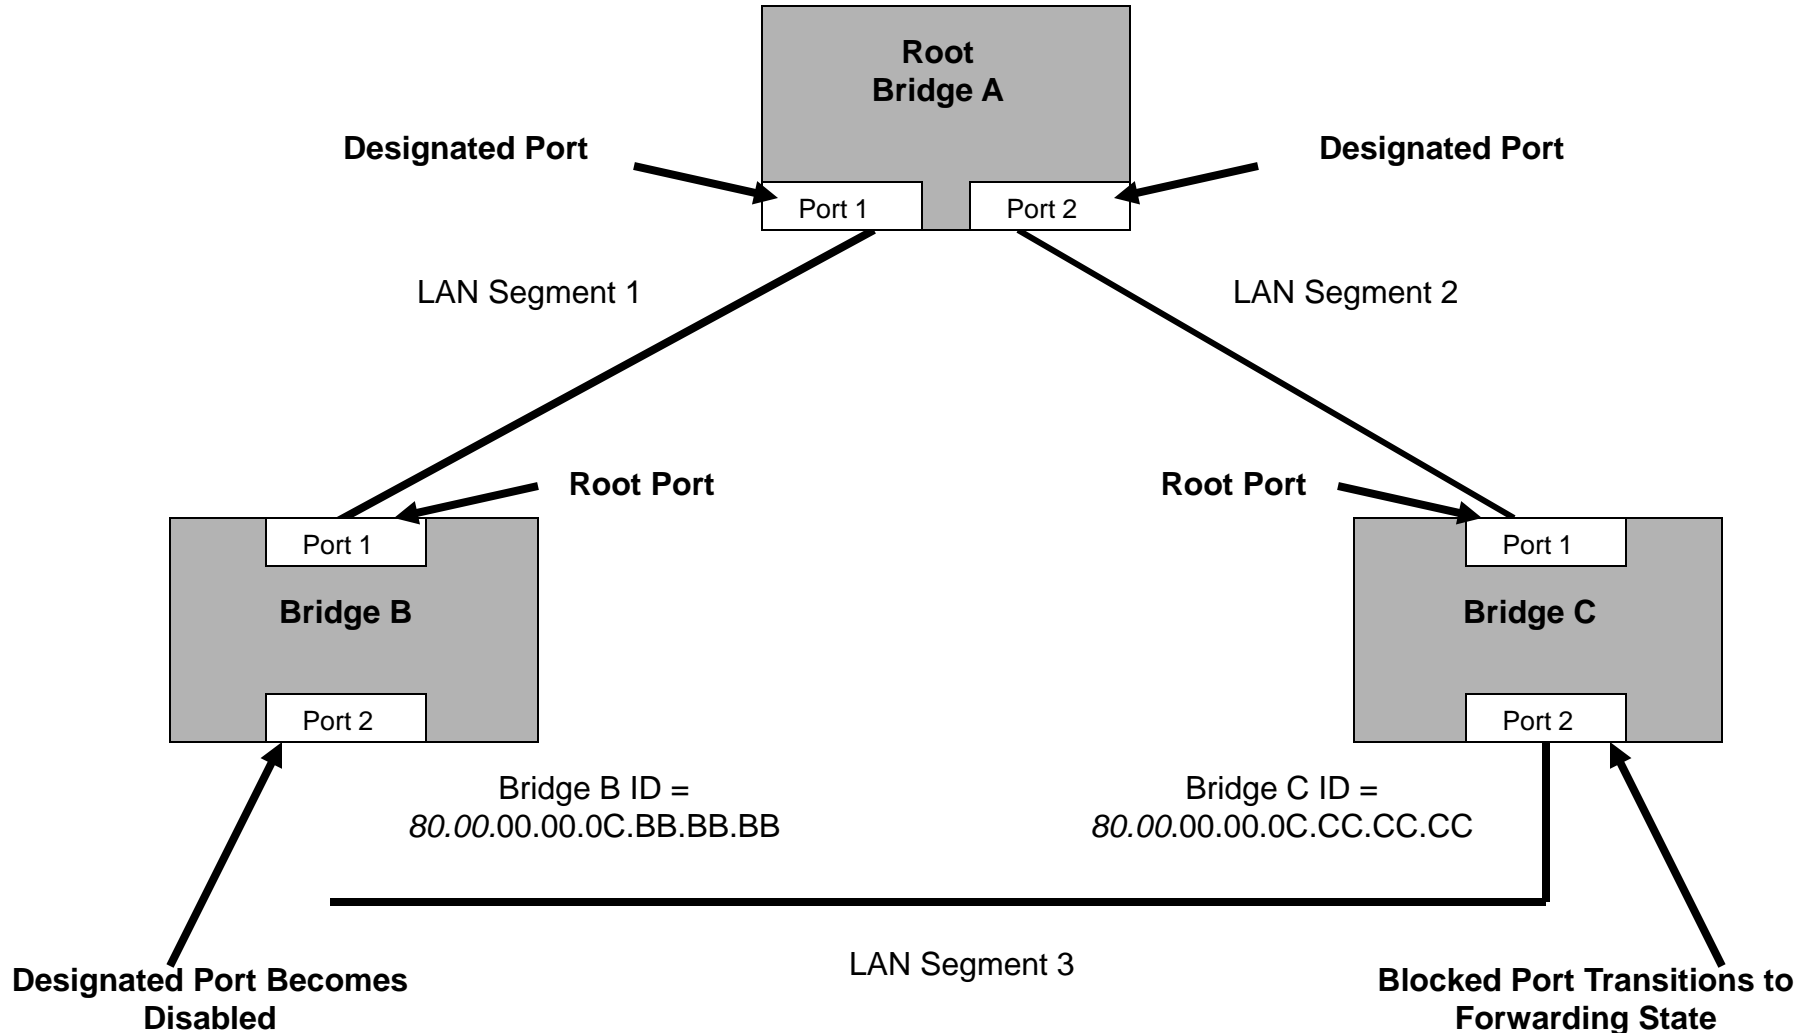 Root
Bridge A
Designated Port
Designated Port
Port 1
Port 2
LAN Segment 1
LAN Segment 2
Root Port
Root Port
Port 1
Port 1
Bridge B
Bridge C
Port 2
Port 2
Bridge B ID =
80.00.00.00.0C.BB.BB.BB
Bridge C ID =
80.00.00.00.0C.CC.CC.CC
LAN Segment 3
Designated Port Becomes
Disabled
Blocked Port Transitions to
Forwarding State